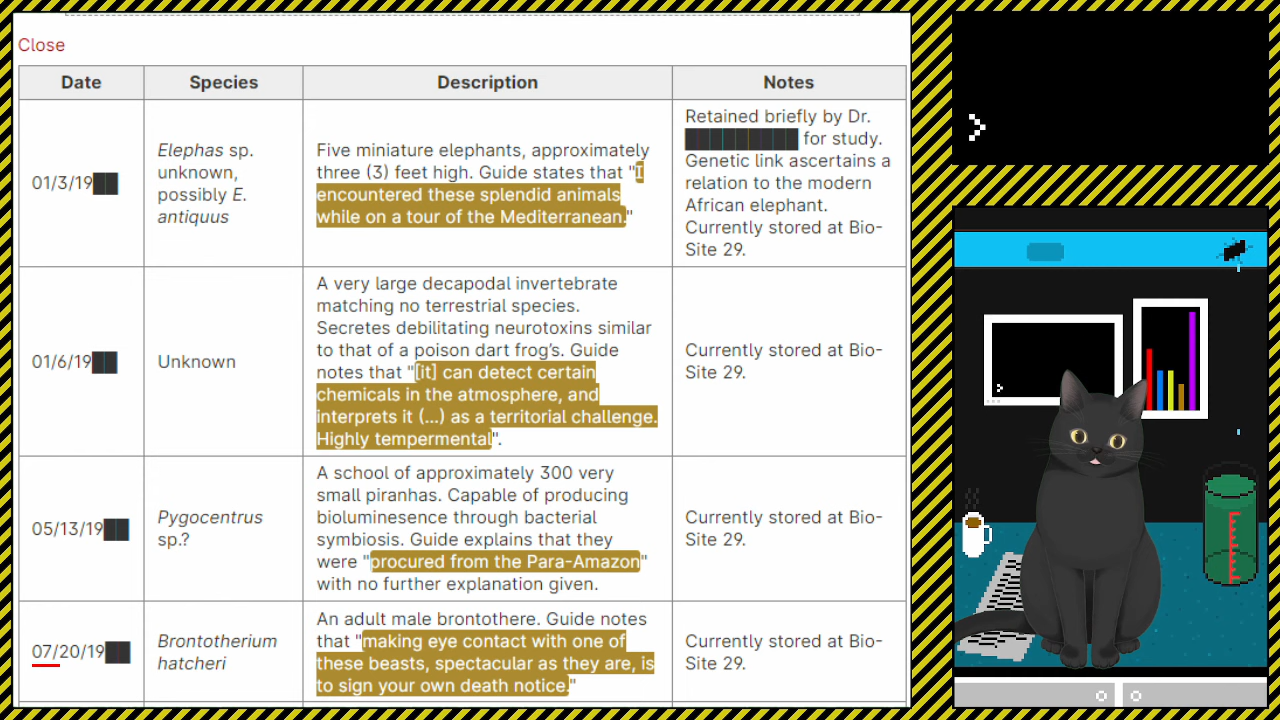 Close
Date Species Description Notes
01/3/19██
Elephas sp.
unknown,
possibly E.
antiquus
Five miniature elephants, approximately
three (3) feet high. Guide states that "I
encountered these splendid animals
while on a tour of the Mediterranean."
Retained briefly by Dr.
█████████ for study.
Genetic link ascertains a
relation to the modern
African elephant.
Currently stored at Bio-
Site 29.
01/6/19██
Unknown
A very large decapodal invertebrate
matching no terrestrial species.
Secretes debilitating neurotoxins similar
to that of a poison dart frog's. Guide
notes that "[it] can detect certain
chemicals in the atmosphere, and
interprets it (...) as a territorial challenge.
Highly tempermental".
Currently stored at Bio-
Site 29.
05/13/19██
Pygocentrus
sp.?
A school of approximately 300 very
small piranhas. Capable of producing
bioluminesence through bacterial
symbiosis. Guide explains that they
were "procured from the Para-Amazon"
with no further explanation given.
Currently stored at Bio-
Site 29.
07/20/19██
Brontotherium
hatcheri
An adult male brontothere. Guide notes
that "making eye contact with one of
these beasts, spectacular as they are, is
to sign your own death notice."
Currently stored at Bio-
Site 29.
>
>